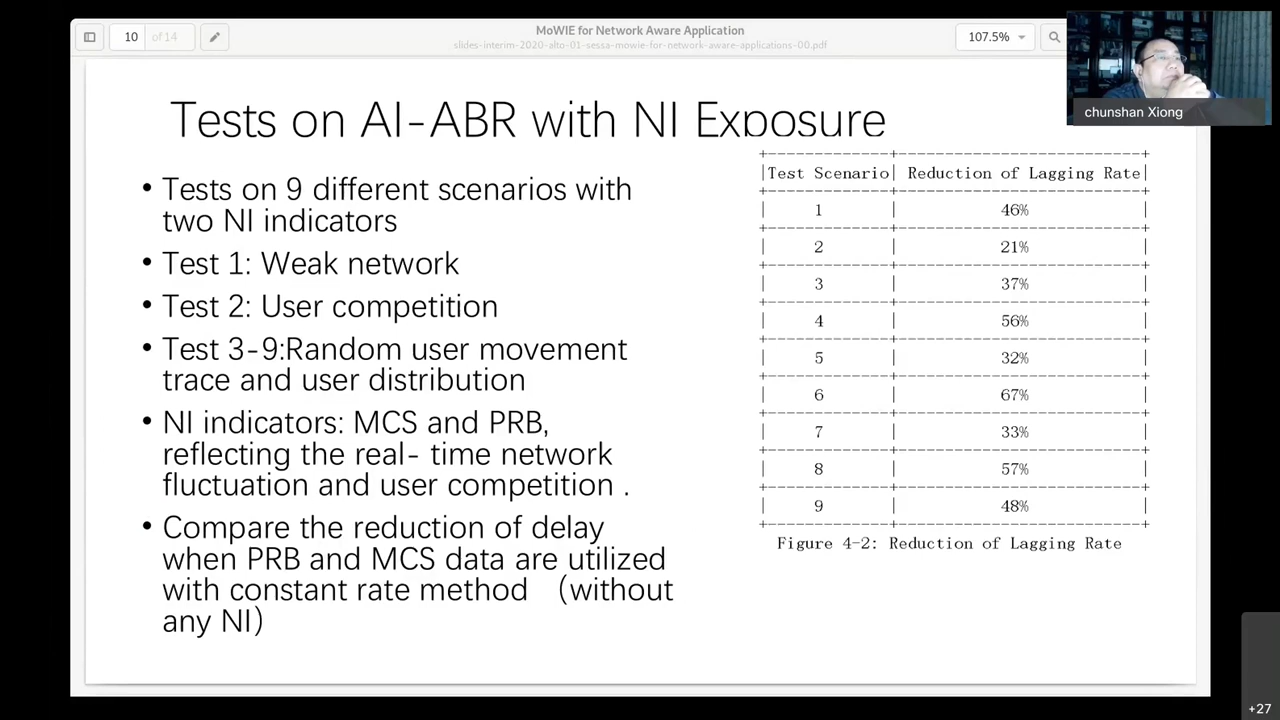 10 of 14
MoWIE for Network Aware Application
slides-interim-2020-alto-01-sessa-mowie-for-network-aware-applications-00.pdf
107.5%
chunshan Xiong
Tests on AI-ABR with NI Exposure
• Tests on 9 different scenarios with
two NI indicators
• Test 1: Weak network
• Test 2: User competition
• Test 3-9:Random user movement
trace and user distribution
• NI indicators: MCS and PRB,
reflecting the real- time network
fluctuation and user competition .
• Compare the reduction of delay
when PRB and MCS data are utilized
with constant rate method （without
any NI)
|Test Scenario| Reduction of Lagging Rate|
| 1 | 46% |
| 2 | 21% |
| 3 | 37% |
| 4 | 56% |
| 5 | 32% |
| 6 | 67% |
| 7 | 33% |
| 8 | 57% |
| 9 | 48% |
Figure 4-2: Reduction of Lagging Rate
+27